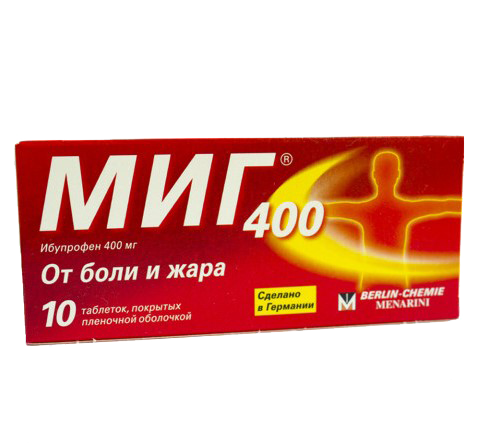 МИГ®
400
Ибупрофен 400 мг
От боли и жара
10 таблеток, покрытых
пленочной оболочкой
Сделано
в Германии
BERLIN-CHEMIE
MENARINI